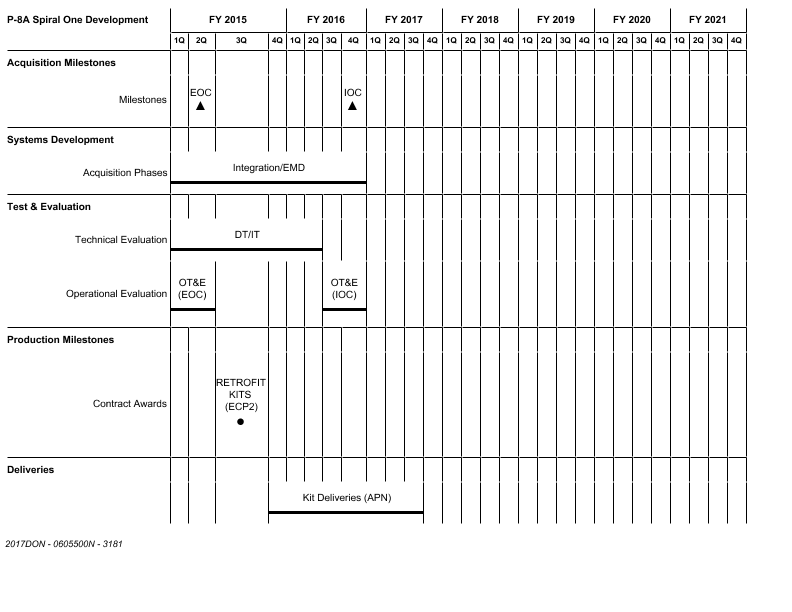 P-8A Spiral One Development FY 2015 FY 2016 FY 2017 FY 2018 FY 2019 FY 2020 FY 2021
1Q 2Q 3Q 4Q 1Q 2Q 3Q 4Q 1Q 2Q 3Q 4Q 1Q 2Q 3Q 4Q 1Q 2Q 3Q 4Q 1Q 2Q 3Q 4Q 1Q 2Q 3Q 4Q
Acquisition Milestones
EOC IOC
Milestones
Systems Development
Integration/EMD
Acquisition Phases
Test & Evaluation
DT/IT
Technical Evaluation
OT&E OT&E
(EOC) (IOC)
Operational Evaluation
Production Milestones
RETROFIT
KITS
(ECP2)
Contract Awards
Deliveries
Kit Deliveries (APN)
2017DON - 0605500N - 3181